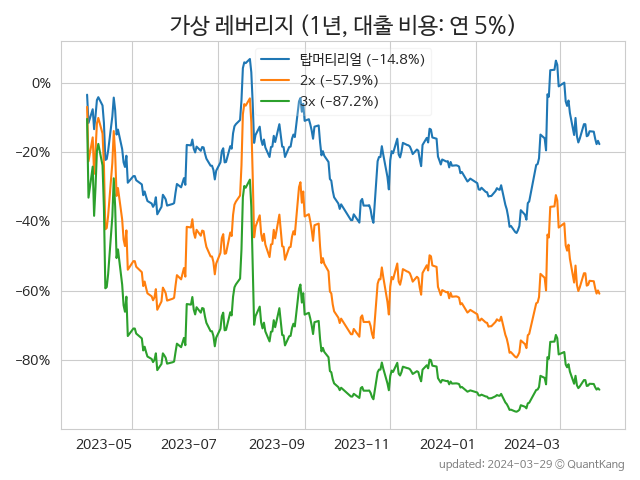 가상 레버리지 (1년, 대출 비용: 연 5%)
탑머티리얼 (−14.8%)
2x (−57.9%)
3x (−87.2%)
0%
−20%
−40%
−60%
−80%
2023−05 2023−07 2023−09 2023−11 2024−01 2024−03
updated: 2024−03−29 © QuantKang